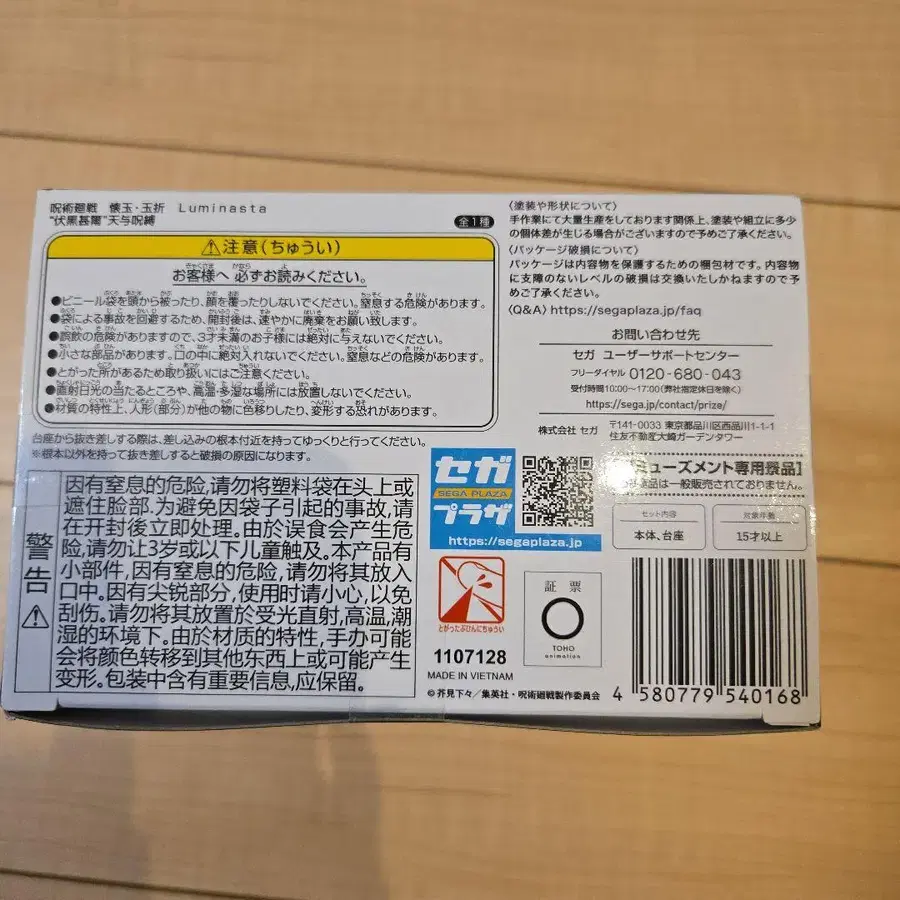 呪術廻戦 懐玉・玉折 Luminasta
"伏黒甚爾"天与呪縛
全1種
⚠注意(ちゅうい)
お客様へ 必ずお読みください。
●ビニール袋を頭から被ったり、顔を覆ったりしないでください。窒息する危険があります。
●袋による事故を回避するため、開封後は、速やかに廃棄をお願い致します。
●誤飲の危険がありますので、3才未満のお子様には絶対に与えないでください。
●小さな部品があります。口の中に絶対入れないでください。窒息などの危険があります。
●とがった所があるため取り扱いにはご注意ください。
●直射日光の当たるところや、高温・多湿な場所には放置しないでください。
●材質の特性上、人形(部分)が他の物に色移りしたり、変形する恐れがあります。
台座から抜き差しする際は、差し込みの根本付近を持ってゆっくりと行ってください。
※根本以外を持って抜き差しすると破損の原因になります。
警告⚠
因有窒息的危险,请勿将塑料袋在头上或
遮住脸部.为避免因袋子引起的事故,请
在开封後立即处理。由於误食会产生危
险,请勿让3岁或以下儿童触及。本产品有
小部件,因有窒息的危险,请勿将其放入
口中。因有尖锐部分,使用时请小心,以免
刮伤。请勿将其放置於受光直射,高温,潮
湿的环境下。由於材质的特性,手办可能
会将颜色转移到其他东西上或可能产生
变形。包装中含有重要信息,应保留。
〈塗装や形状について〉
手作業にて大量生産をしております関係上、塗装や組立に多少
の個体差が生じる場合がございますので予めご了承ください。
〈パッケージ破損について〉
パッケージは内容物を保護するための梱包材です。内容物
に支障のないレベルの破損は交換いたしかねますので予
めご了承ください。
〈Q&A〉https://segaplaza.jp/faq
お問い合わせ先
セガ ユーザーサポートセンター
フリーダイヤル 0120-680-043
受付時間10:00〜17:00(弊社指定休日を除く)
https://sega.jp/contact/prize/
株式会社 セガ 〒141-0033 東京都品川区西品川1-1-1
住友不動産大崎ガーデンタワー
セガ
SEGA PLAZA
プラザ
https://segaplaza.jp
ミューズメント専用景品】
は一般販売されておりません。
セット内容
本体、台座
対象年齢
15才以上
とがったぶひんにちゅうい
証票
TOHO
animation
1107128
MADE IN VIETNAM
©芥見下々/集英社・呪術廻戦製作委員会
4 580779 540168